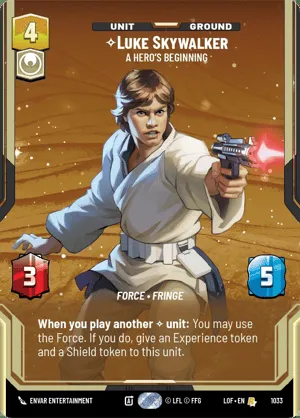 4
UNIT
GROUND
✧LUKE SKYWALKER
A HERO'S BEGINNING
3
5
FORCE • FRINGE
When you play another ✧ unit: You may use
the Force. If you do, give an Experience token
and a Shield token to this unit.
ENVAR ENTERTAINMENT
© LFL © FFG
LOF • EN
1033